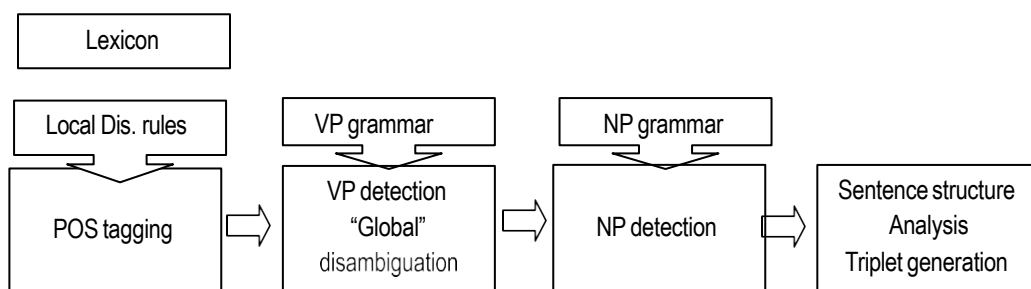 Lexicon
Local Dis. rules
VP grammar
NP grammar
POS tagging
VP detection
“Global”
disambiguation
NP detection
Sentence structure
Analysis
Triplet generation